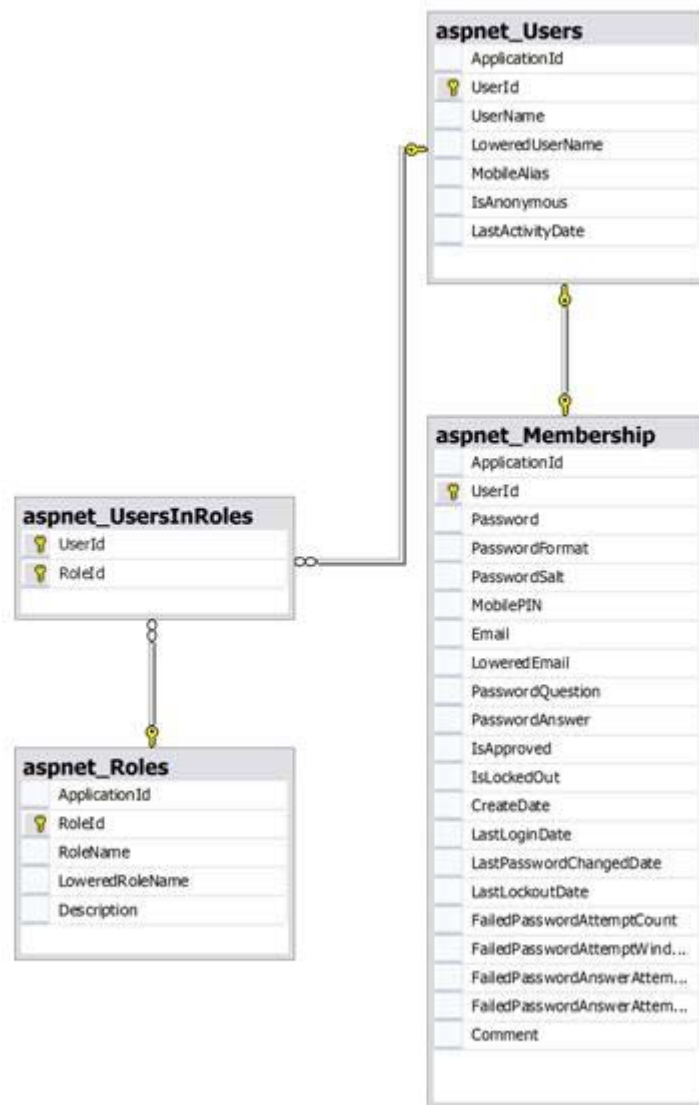 aspnet_Users
ApplicationId
UserId
UserName
LoweredUserName
MobileAlias
IsAnonymous
LastActivityDate
aspnet_Membership
ApplicationId
UserId
Password
PasswordFormat
PasswordSalt
MobilePIN
Email
LoweredEmail
PasswordQuestion
PasswordAnswer
IsApproved
IsLockedOut
CreateDate
LastLoginDate
LastPasswordChangedDate
LastLockoutDate
FailedPasswordAttemptCount
FailedPasswordAttemptWind...
FailedPasswordAnswerAttem...
FailedPasswordAnswerAttem...
Comment
aspnet_UsersInRoles
UserId
RoleId
aspnet_Roles
ApplicationId
RoleId
RoleName
LoweredRoleName
Description